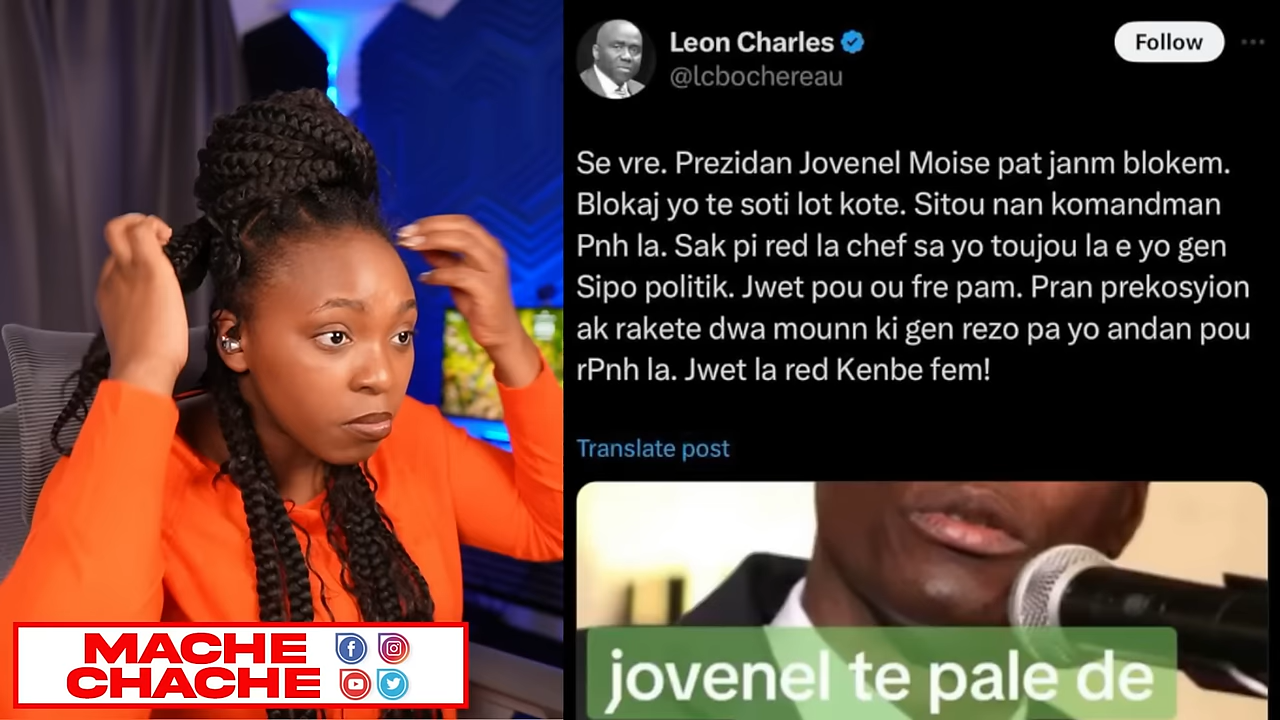 Leon Charles
@lcbochereau
Follow
Se vre. Prezidan Jovenel Moise pat janm blokem.
Blokaj yo te soti lot kote. Sitou nan komandman
Pnh la. Sak pi red la chef sa yo toujou la e yo gen
Sipo politik. Jwet pou ou fre pam. Pran prekosyion
ak rakete dwa mounn ki gen rezo pa yo andan pou
rPnh la. Jwet la red Kenbe fem!
Translate post
jovenel te pale de
MACHE
CHACHE